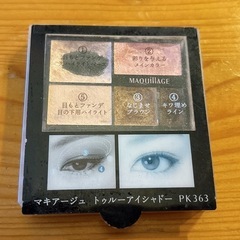 ①
②
彩りを与える
メインカラー
MAQuillAGE
⑤
目もとファンデ
目の下用ハイライト
③
なじませ
ブラウン
④
キワ埋め
ライン
④
マキアージュ トゥルーアイシャドー PK363